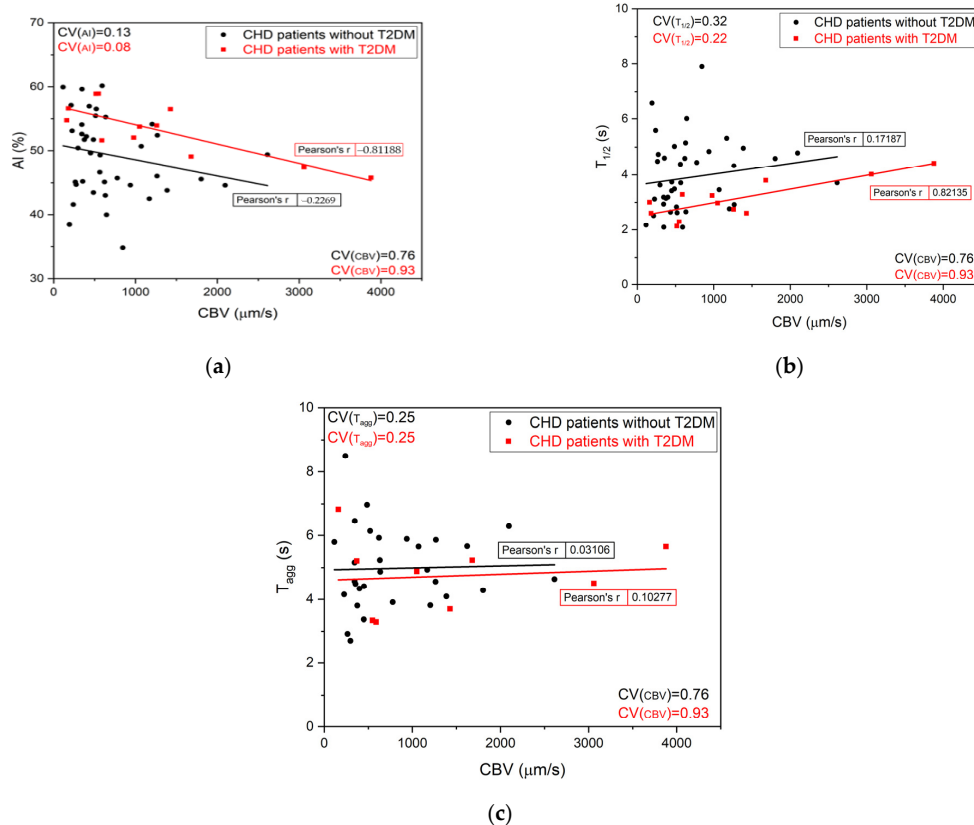 CV(AI)=0.13
CV(AI)=0.08
CHD patients without T2DM
CHD patients with T2DM
70
60
50
40
30
AI (%)
Pearson's r −0.81188
Pearson's r −0.2269
CV(CBV)=0.76
CV(CBV)=0.93
0 1000 2000 3000 4000
CBV (μm/s)
(a)
CV(T1/2)=0.32
CV(T1/2)=0.22
CHD patients without T2DM
CHD patients with T2DM
10
8
6
4
2
0
T1/2 (s)
Pearson's r 0.17187
Pearson's r 0.82135
CV(CBV)=0.76
CV(CBV)=0.93
0 1000 2000 3000 4000
CBV (μm/s)
(b)
CV(Tagg)=0.25
CV(Tagg)=0.25
CHD patients without T2DM
CHD patients with T2DM
10
8
6
4
2
0
Tagg (s)
Pearson's r 0.03106
Pearson's r 0.10277
CV(CBV)=0.76
CV(CBV)=0.93
0 1000 2000 3000 4000
CBV (μm/s)
(c)